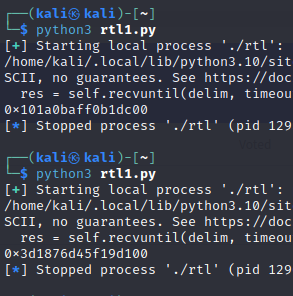 ┌──(kali㉿kali)-[~]
└─$ python3 rtl1.py
[+] Starting local process './rtl':
/home/kali/.local/lib/python3.10/sit
SCII, no guarantees. See https://doc
  res = self.recvuntil(delim, timeou
0×101a0baff0b1dc00
[*] Stopped process './rtl' (pid 129
┌──(kali㉿kali)-[~]
└─$ python3 rtl1.py
[+] Starting local process './rtl':
/home/kali/.local/lib/python3.10/sit
SCII, no guarantees. See https://doc
  res = self.recvuntil(delim, timeou
0×3d1876d45f19d100
[*] Stopped process './rtl' (pid 129